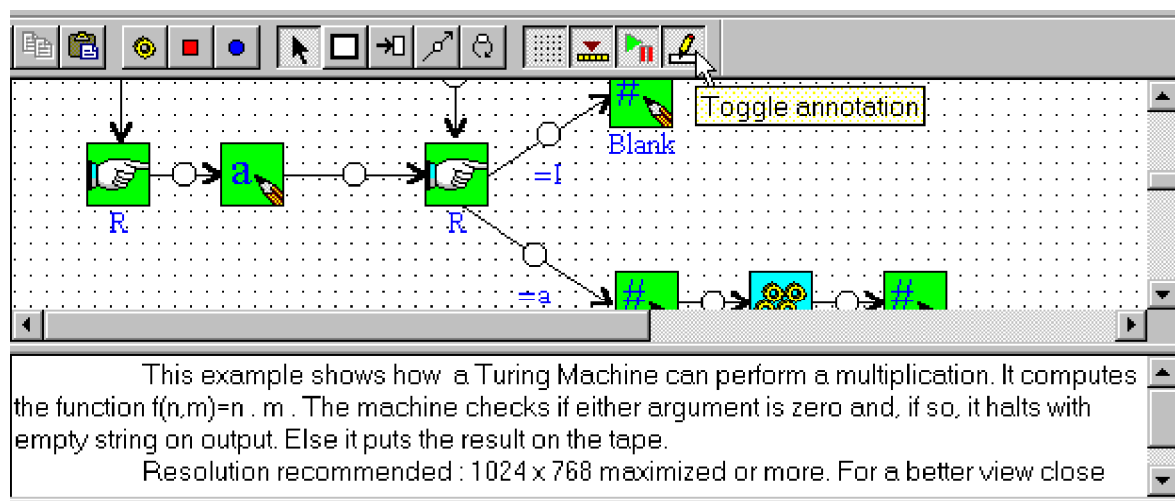 #
Toggle annotation
Blank
a
=I
R
R
=a
#
#
This example shows how a Turing Machine can perform a multiplication. It computes
the function f(n,m)=n . m . The machine checks if either argument is zero and, if so, it halts with
empty string on output. Else it puts the result on the tape.
Resolution recommended : 1024 x 768 maximized or more. For a better view close